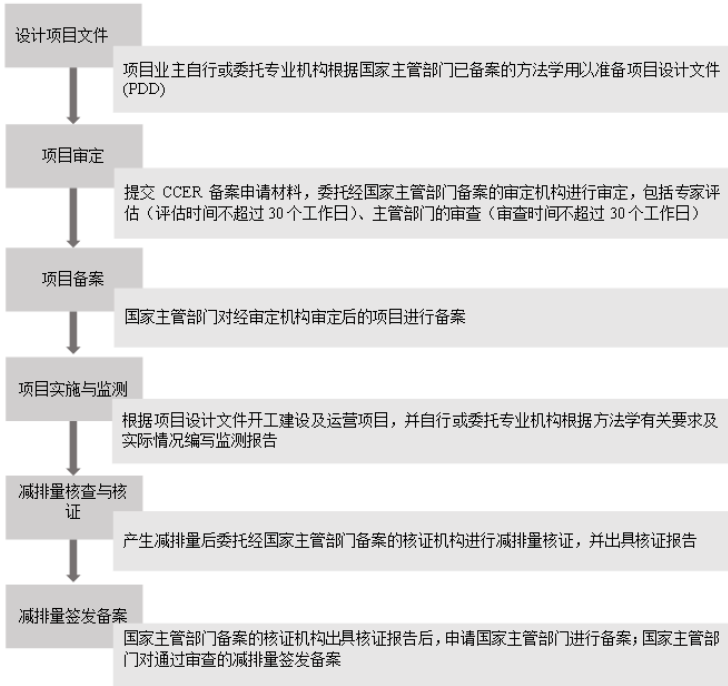 设计项目文件
项目业主自行或委托专业机构根据国家主管部门已备案的方法学用以准备项目设计文件
(PDD)
项目审定
提交 CCER 备案申请材料，委托经国家主管部门备案的审定机构进行审定，包括专家评
估（评估时间不超过 30 个工作日）、主管部门的审查（审查时间不超过 30 个工作日）
项目备案
国家主管部门对经审定机构审定后的项目进行备案
项目实施与监测
根据项目设计文件开工建设及运营项目，并自行或委托专业机构根据方法学有关要求及
实际情况编写监测报告
减排量核查与核
证
产生减排量后委托经国家主管部门备案的核证机构进行减排量核证，并出具核证报告
减排量签发备案
国家主管部门备案的核证机构出具核证报告后，申请国家主管部门进行备案；国家主管部
门对通过审查的减排量签发备案